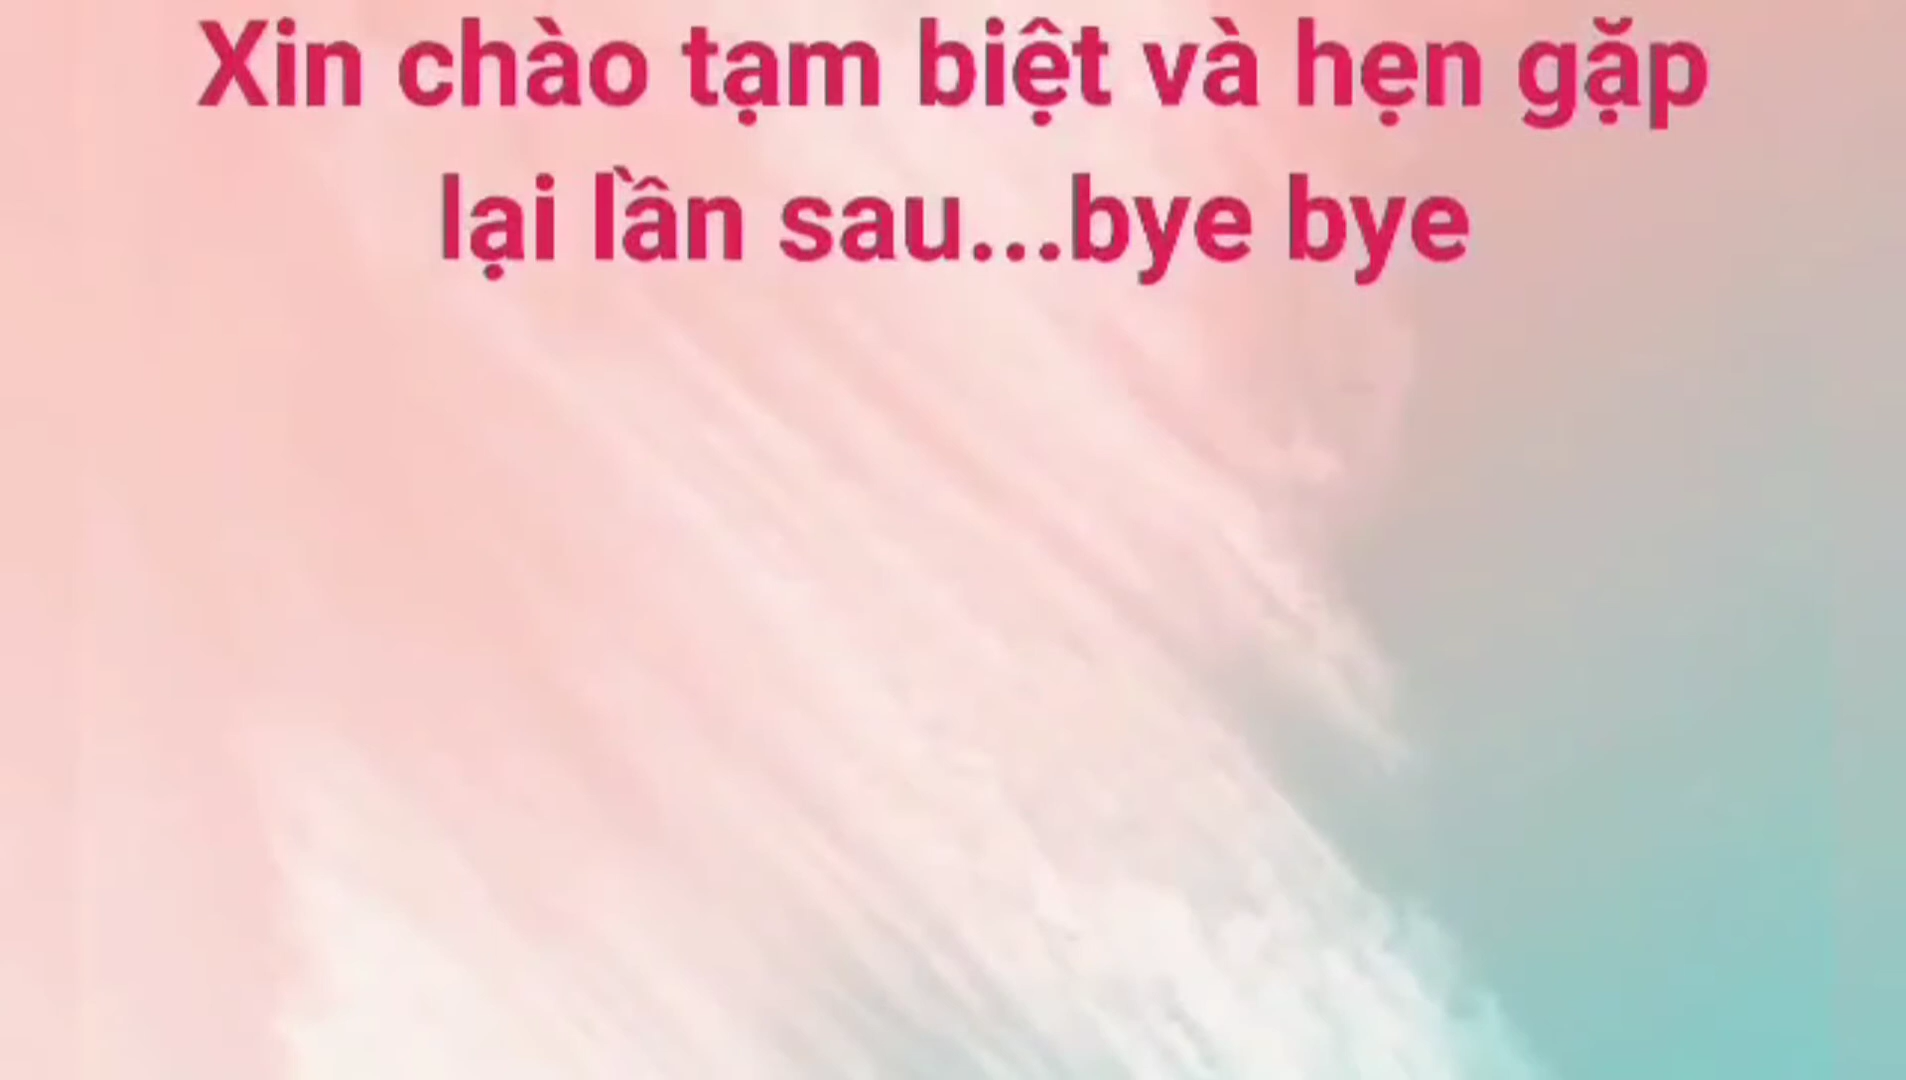 Xin chào tạm biệt và hẹn gặp
lại lần sau...bye bye